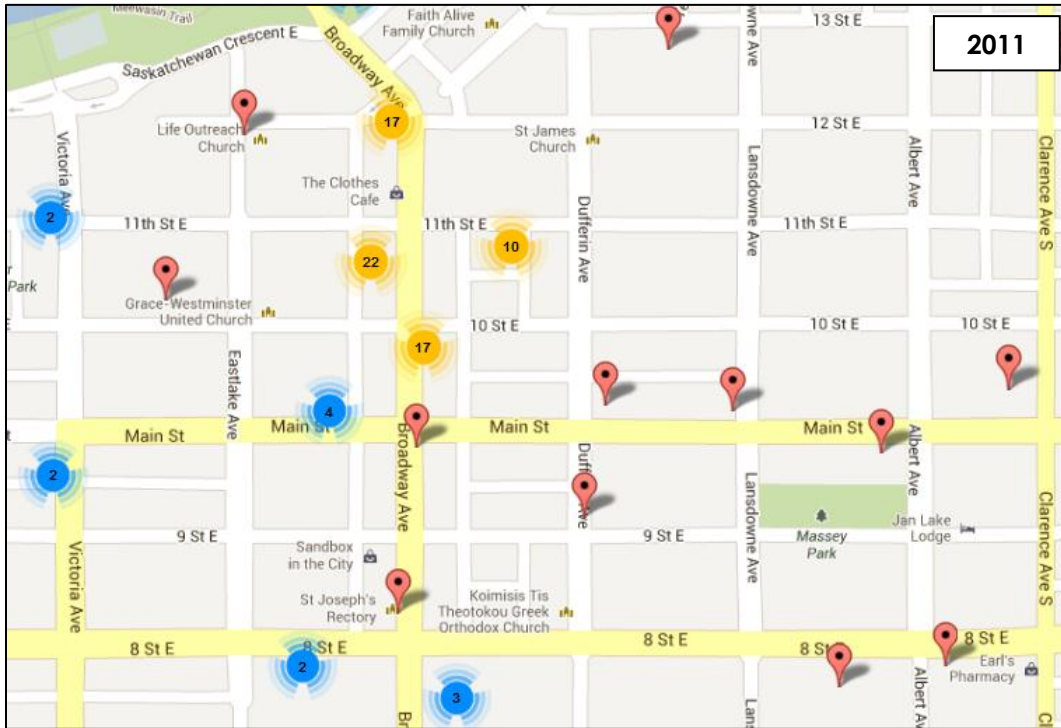 Meewasin Trail
Faith Alive
Family Church
13 St E
2011
Saskatchewan Crescent E
Broadway Ave
Lansdowne Ave
17
Life Outreach
Church
St James
Church
12 St E
Victoria Ave
Albert Ave
Clarence Ave S
The Clothes
Cafe
Dufferin Ave
2
11th St E
11th St E
11th St E
22
10
Park
Grace-Westminster
United Church
10 St E
10 St E
10 St E
17
Eastlake Ave
4
Main St
Main St
Main St
Main St
Broadway Ave
Dufferin Ave
Albert Ave
2
Lansdowne Ave
Massey
Park
Jan Lake
Lodge
9 St E
9 St E
Victoria Ave
Sandbox
in the City
Clarence Ave S
St Joseph's
Rectory
Koimisis Tis
Theotokou Greek
Orthodox Church
8 St E
8 St E
8 St E
8 St E
2
Earl's
Pharmacy
Albert Ave
3